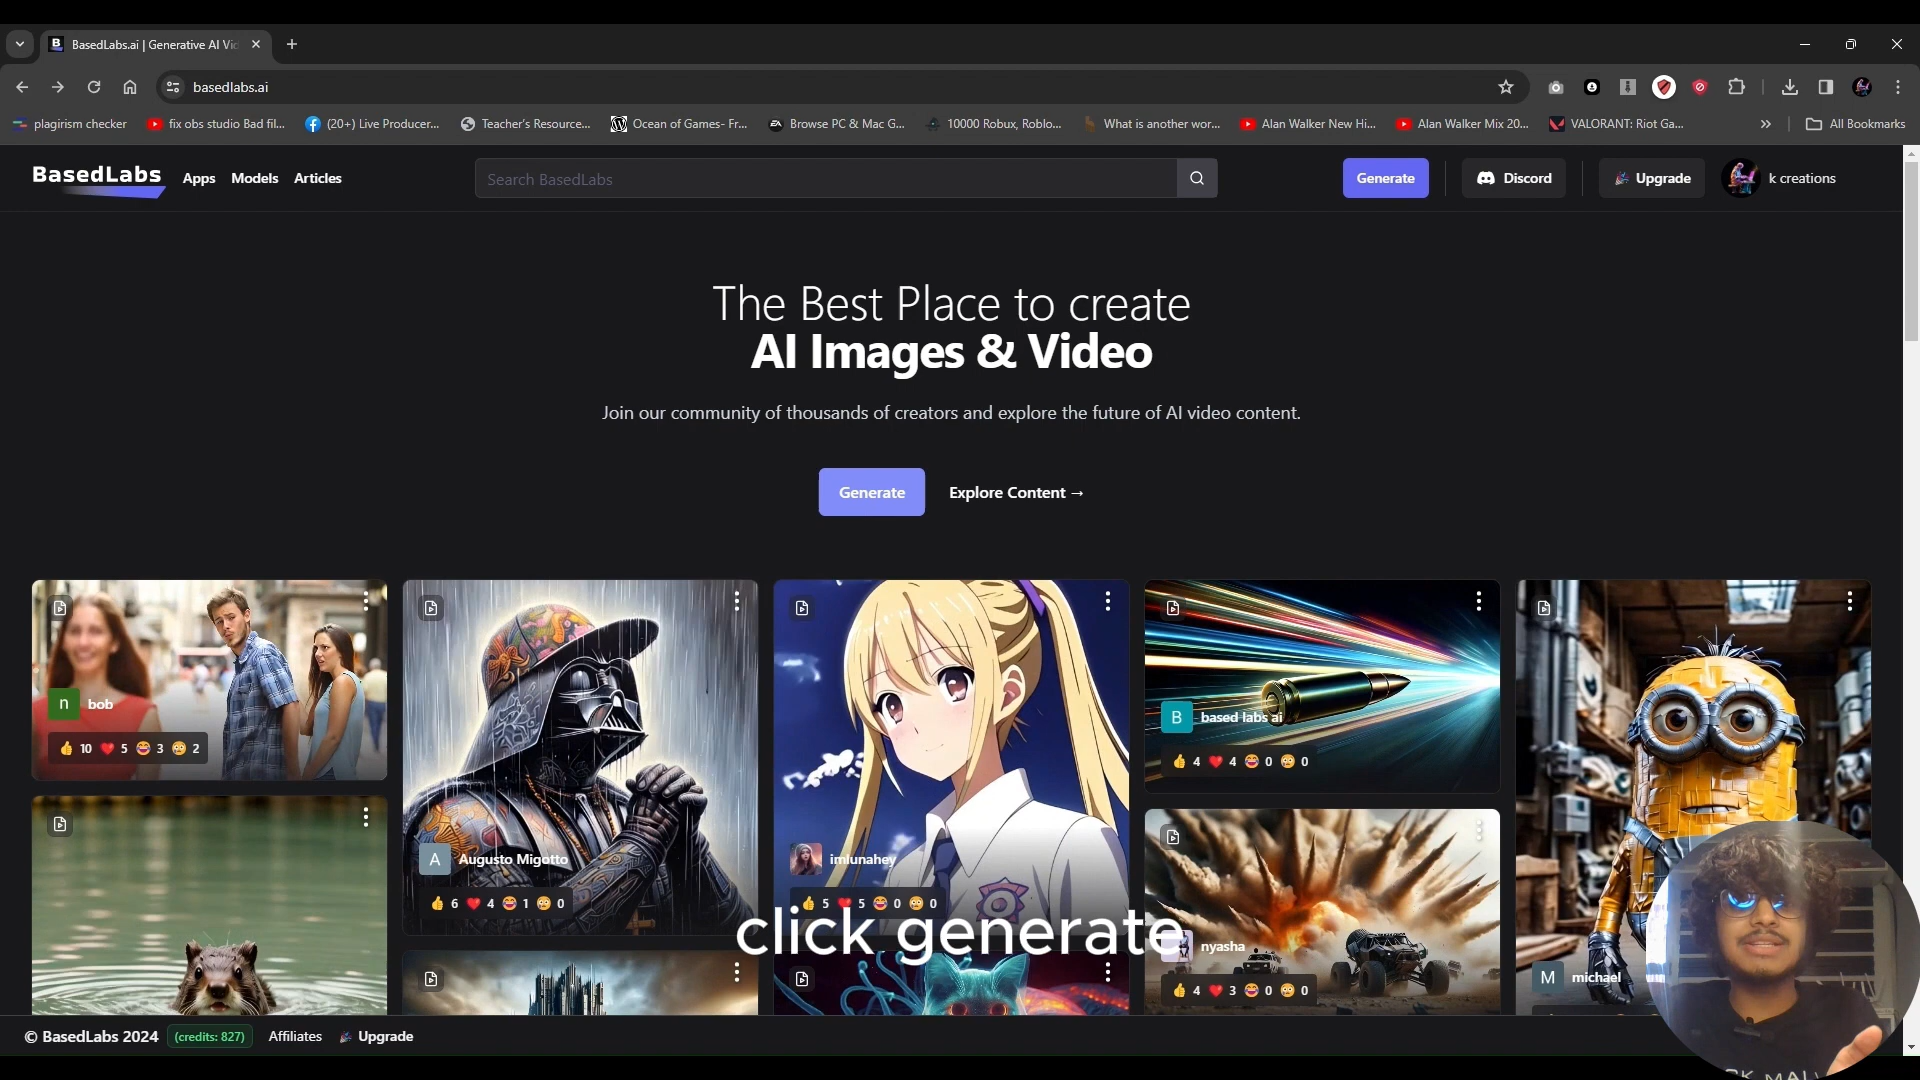 BasedLabs.ai | Generative AI Vic
basedlabs.ai
plagirism checker
fix obs studio Bad fil...
(20+) Live Producer...
Teacher's Resource...
Ocean of Games- Fr...
Browse PC & Mac G...
10000 Robux, Roblo...
What is another wor...
Alan Walker New Hi...
Alan Walker Mix 20...
VALORANT: Riot Ga...
All Bookmarks
BasedLabs
Apps
Models
Articles
Search BasedLabs
Generate
Discord
Upgrade
k creations
The Best Place to create
AI Images & Video
Join our community of thousands of creators and explore the future of AI video content.
Generate
Explore Content →
n bob
10 5 3 2
A Augusto Migotto
6 4 1 0
imlunahey
5 5 0 0
B based labs ai
4 4 0 0
nyasha
4 3 0 0
M michael
click generate
© BasedLabs 2024
(credits: 827)
Affiliates
Upgrade